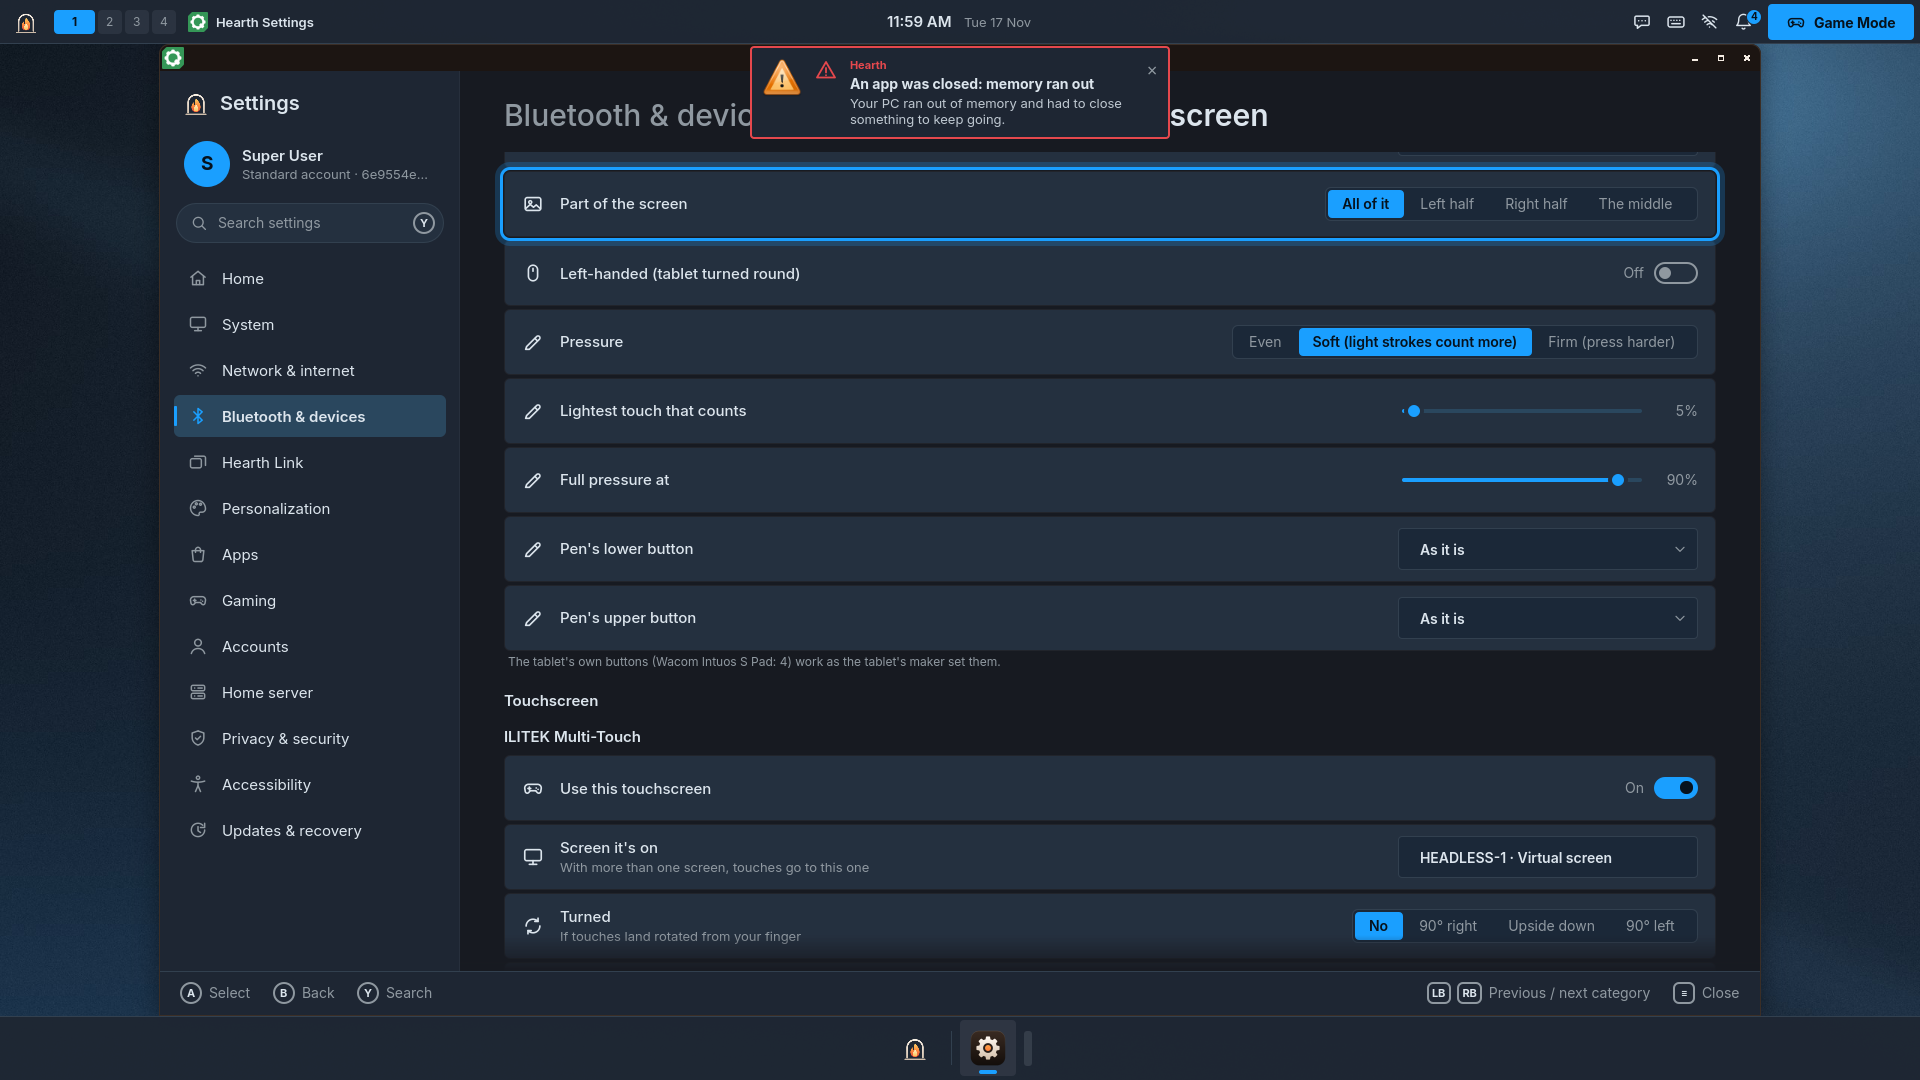 1 2 3 4 Hearth Settings 11:59 AM Tue 17 Nov 4 Game Mode
Hearth
An app was closed: memory ran out
Your PC ran out of memory and had to close
something to keep going.
Settings
S Super User
Standard account · 6e9554e...
Search settings Y
Home
System
Network & internet
Bluetooth & devices
Hearth Link
Personalization
Apps
Gaming
Accounts
Home server
Privacy & security
Accessibility
Updates & recovery
Bluetooth & devic screen
Part of the screen All of it Left half Right half The middle
Left-handed (tablet turned round) Off
Pressure Even Soft (light strokes count more) Firm (press harder)
Lightest touch that counts 5%
Full pressure at 90%
Pen's lower button As it is
Pen's upper button As it is
The tablet's own buttons (Wacom Intuos S Pad: 4) work as the tablet's maker set them.
Touchscreen
ILITEK Multi-Touch
Use this touchscreen On
Screen it's on HEADLESS-1 · Virtual screen
With more than one screen, touches go to this one
Turned No 90° right Upside down 90° left
If touches land rotated from your finger
A Select B Back Y Search LB RB Previous / next category Close